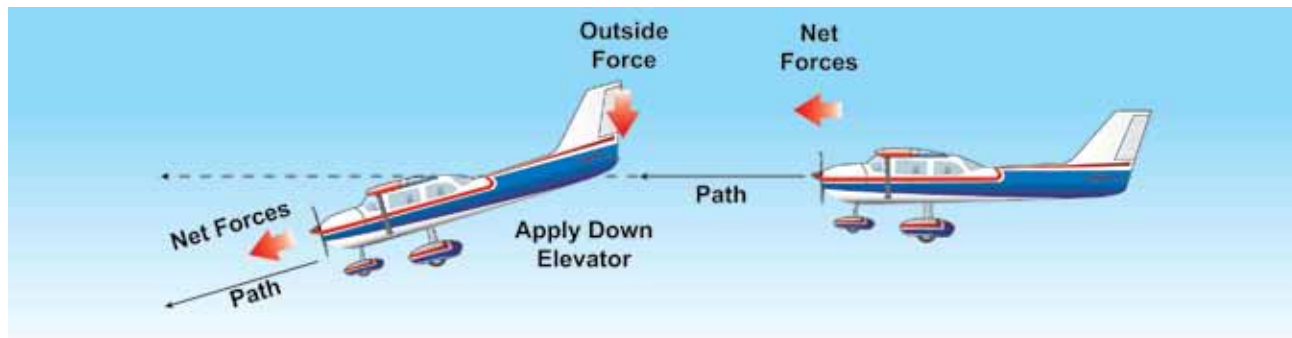 Outside
Force
Net
Forces
Path
Net Forces
Path
Apply Down
Elevator